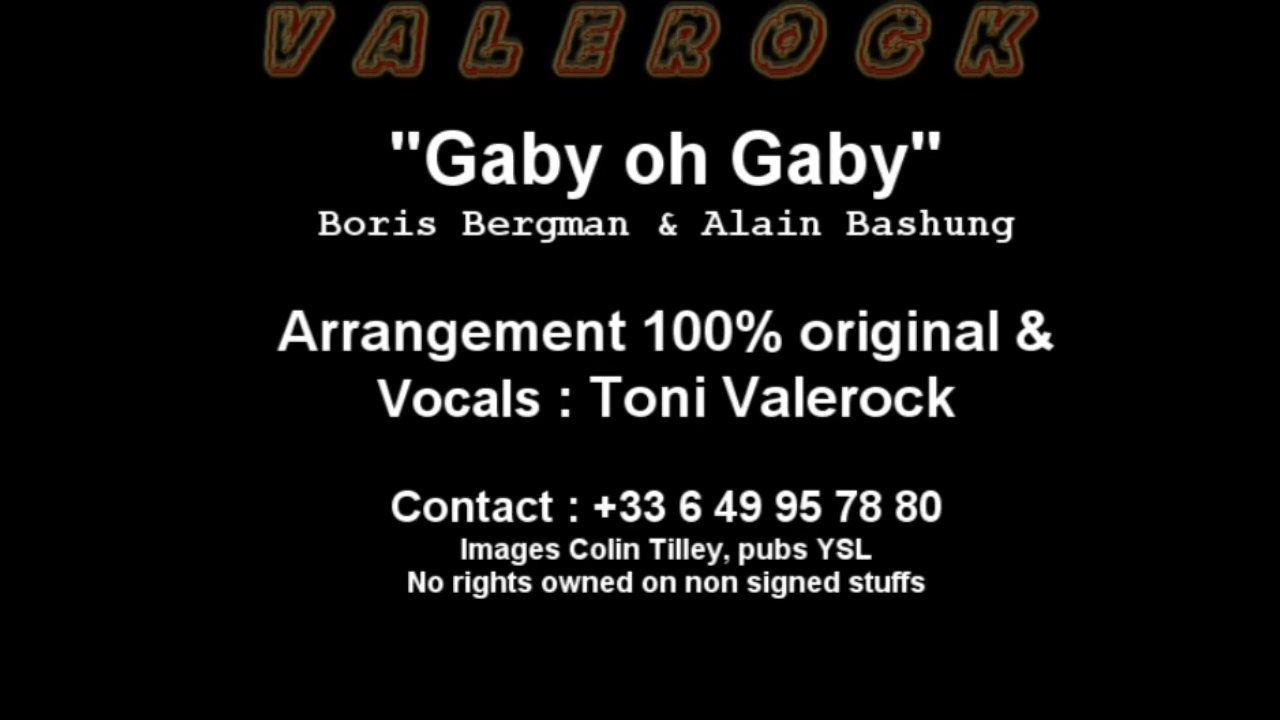 VALEROCK
"Gaby oh Gaby"
Boris Bergman & Alain Bashung
Arrangement 100% original &
Vocals : Toni Valerock
Contact : +33 6 49 95 78 80
Images Colin Tilley, pubs YSL
No rights owned on non signed stuffs